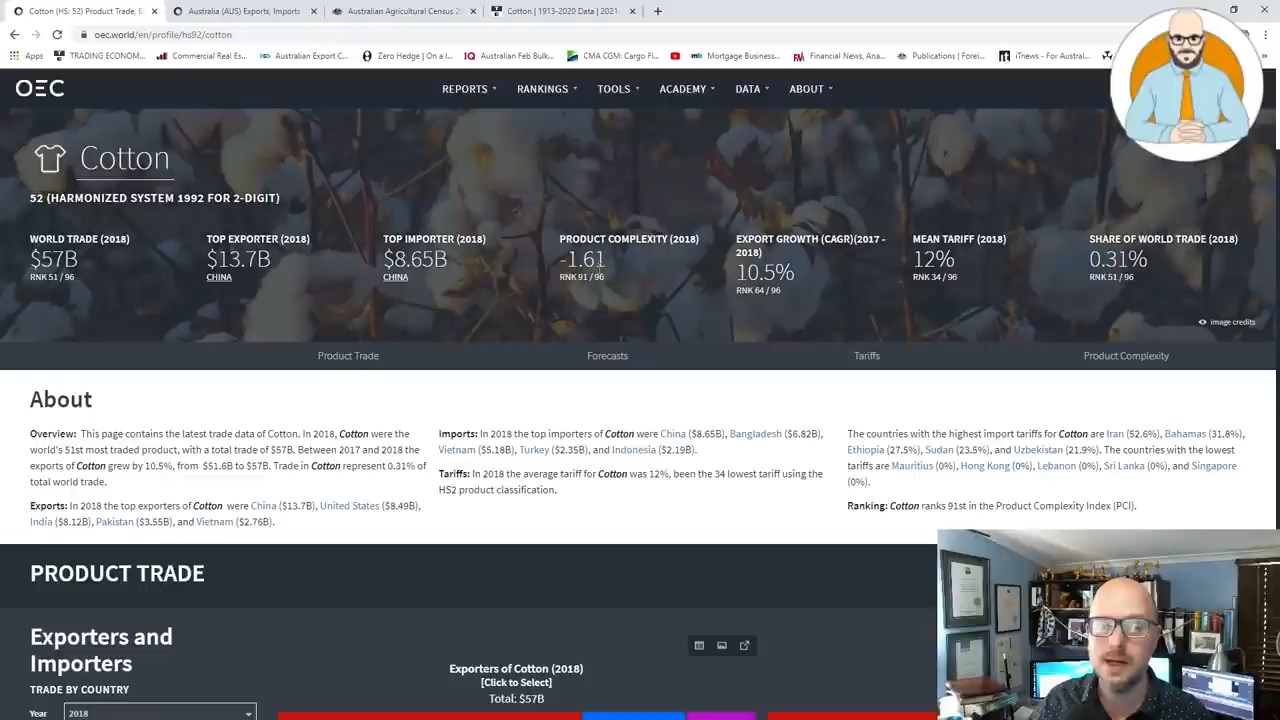 Cotton (HS: 52) Product Trade, E
Australia (AUS) Exports, Imports
Australian Agricultural Census 2
Cotton | 1913-2020 Data | 2021-
oec.world/en/profile/hs92/cotton
Apps
TRADING ECONOM...
Commercial Real Es...
Australian Export C...
Zero Hedge | On a l...
Australian Feb Bulk...
CMA CGM: Cargo Fl...
Mortgage Business...
Financial News, Ana...
Publications | Forei...
iTnews - For Austral...
OEC
REPORTS
RANKINGS
TOOLS
ACADEMY
DATA
ABOUT
Cotton
52 (HARMONIZED SYSTEM 1992 FOR 2-DIGIT)
WORLD TRADE (2018)
$57B
RNK 51 / 96
TOP EXPORTER (2018)
$13.7B
CHINA
TOP IMPORTER (2018)
$8.65B
CHINA
PRODUCT COMPLEXITY (2018)
-1.61
RNK 91 / 96
EXPORT GROWTH (CAGR)(2017 -
2018)
10.5%
RNK 64 / 96
MEAN TARIFF (2018)
12%
RNK 34 / 96
SHARE OF WORLD TRADE (2018)
0.31%
RNK 51 / 96
image credits
Product Trade
Forecasts
Tariffs
Product Complexity
About
Overview: This page contains the latest trade data of Cotton. In 2018, Cotton were the
world's 51st most traded product, with a total trade of $57B. Between 2017 and 2018 the
exports of Cotton grew by 10.5%, from $51.6B to $57B. Trade in Cotton represent 0.31% of
total world trade.
Exports: In 2018 the top exporters of Cotton were China ($13.7B), United States ($8.49B),
India ($8.12B), Pakistan ($3.55B), and Vietnam ($2.76B).
Imports: In 2018 the top importers of Cotton were China ($8.65B), Bangladesh ($6.82B),
Vietnam ($5.18B), Turkey ($2.35B), and Indonesia ($2.19B).
Tariffs: In 2018 the average tariff for Cotton was 12%, been the 34 lowest tariff using the
HS2 product classification.
The countries with the highest import tariffs for Cotton are Iran (52.6%), Bahamas (31.8%),
Ethiopia (27.5%), Sudan (23.5%), and Uzbekistan (21.9%). The countries with the lowest
tariffs are Mauritius (0%), Hong Kong (0%), Lebanon (0%), Sri Lanka (0%), and Singapore
(0%).
Ranking: Cotton ranks 91st in the Product Complexity Index (PCI).
PRODUCT TRADE
Exporters and
Importers
TRADE BY COUNTRY
Year
2018
Exporters of Cotton (2018)
[Click to Select]
Total: $57B